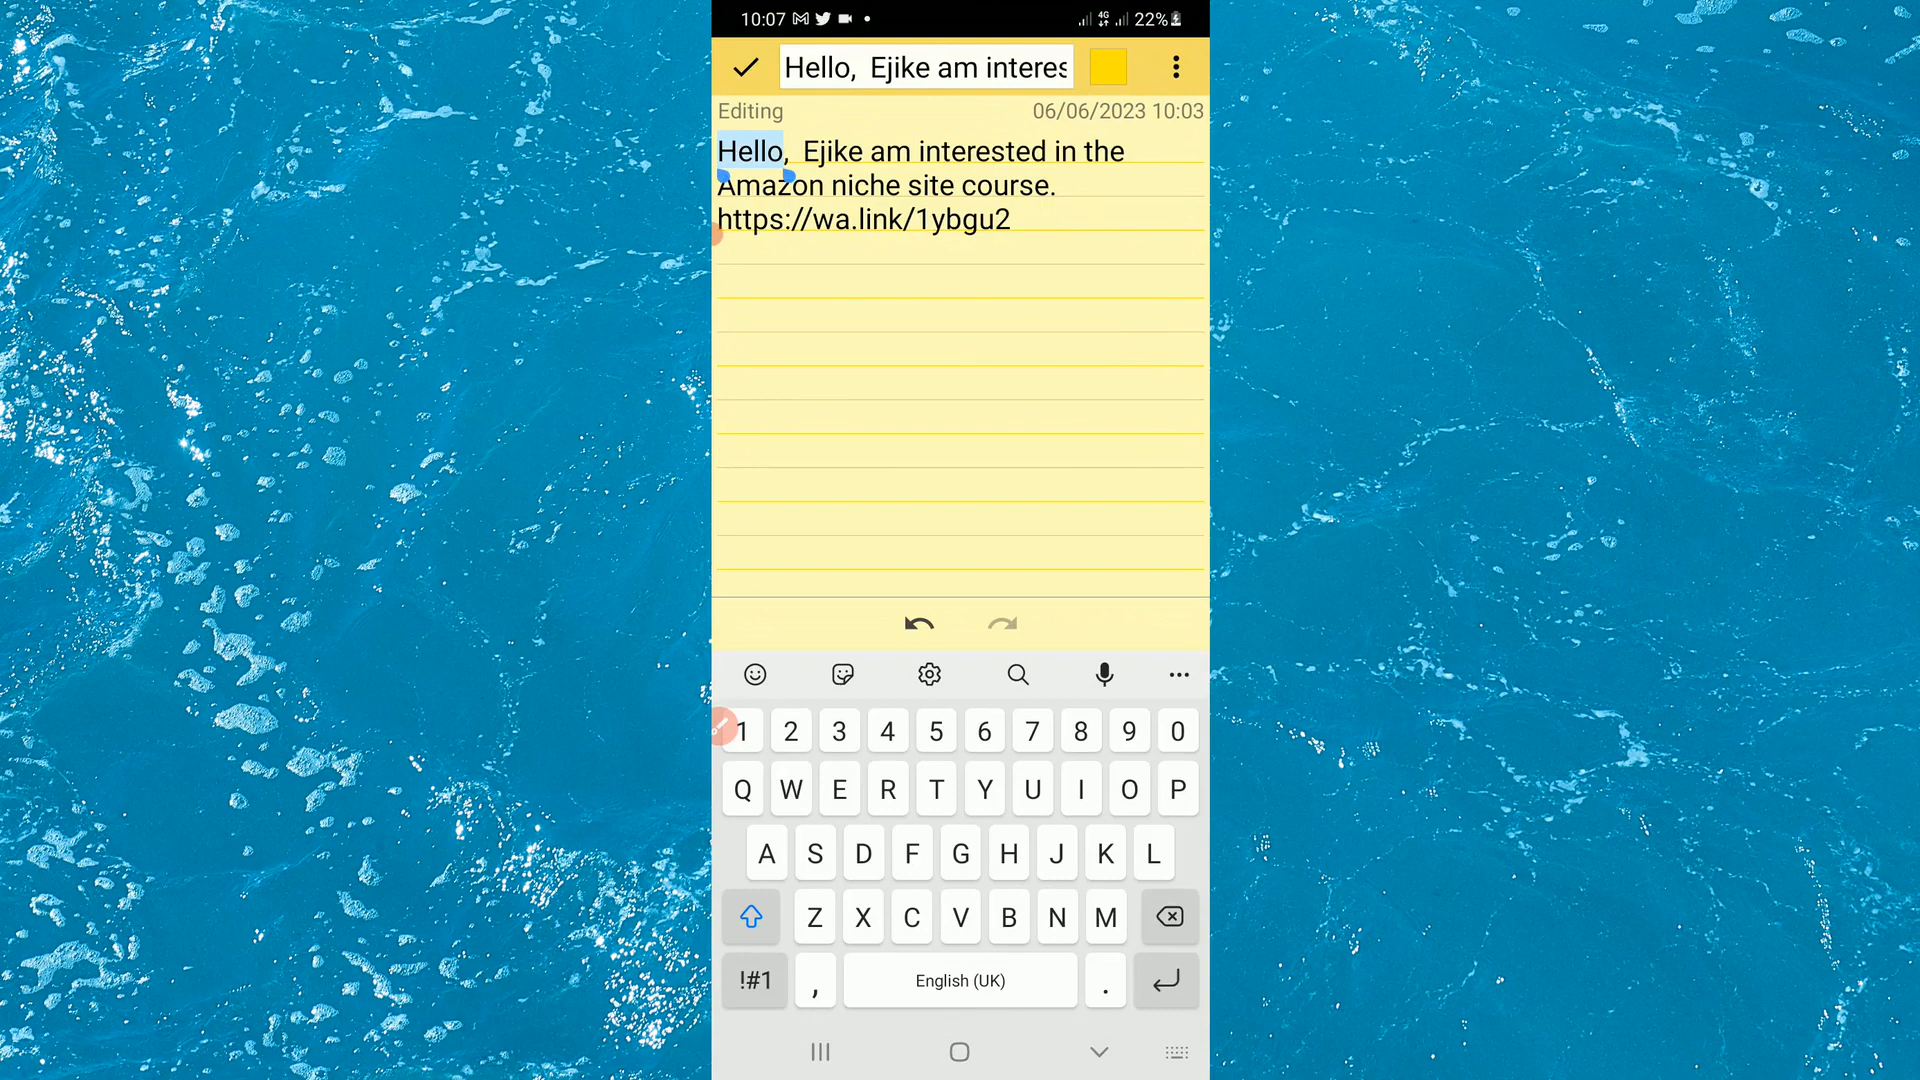 10:07 4G 22%
Hello,  Ejike am interes
Editing 06/06/2023 10:03
Hello,  Ejike am interested in the
Amazon niche site course.
https://wa.link/1ybgu2
1 2 3 4 5 6 7 8 9 0
Q W E R T Y U I O P
A S D F G H J K L
Z X C V B N M
!#1 , English (UK) .